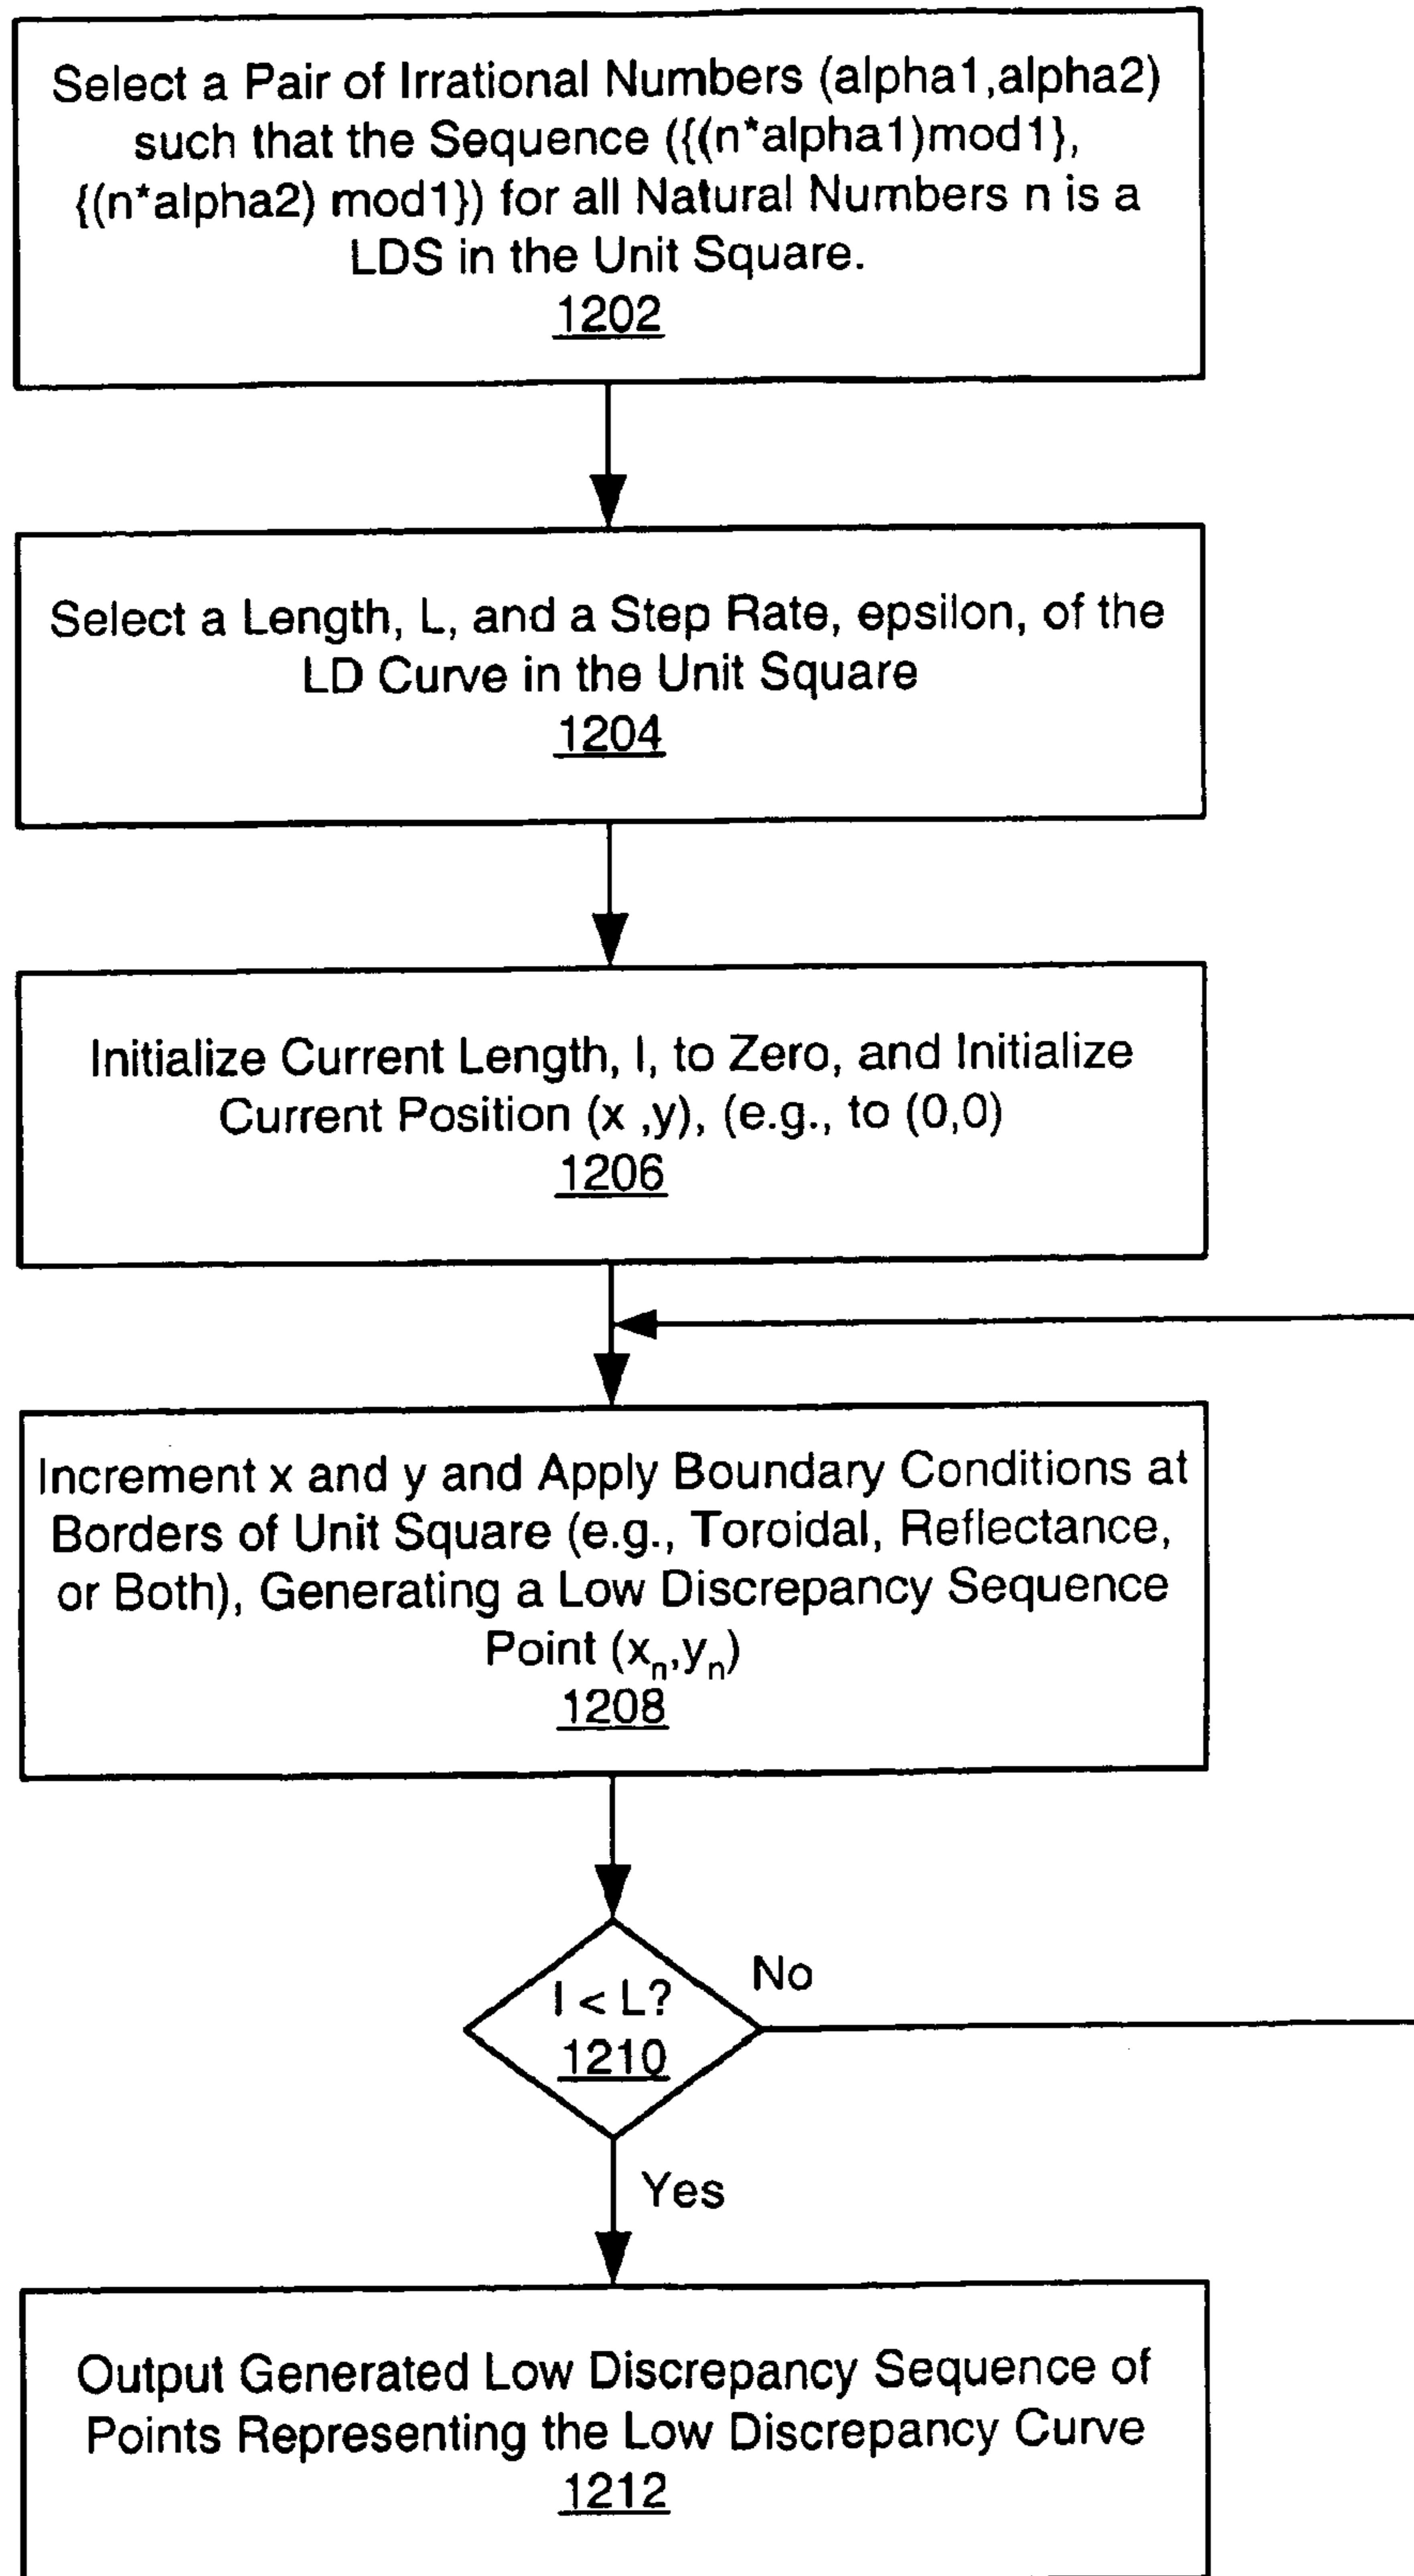 Select a Pair of Irrational Numbers (alpha1,alpha2)
such that the Sequence ({(n*alpha1)mod1},
{(n*alpha2) mod1}) for all Natural Numbers n is a
LDS in the Unit Square.
1202
Select a Length, L, and a Step Rate, epsilon, of the
LD Curve in the Unit Square
1204
Initialize Current Length, l, to Zero, and Initialize
Current Position (x ,y), (e.g., to (0,0)
1206
Increment x and y and Apply Boundary Conditions at
Borders of Unit Square (e.g., Toroidal, Reflectance,
or Both), Generating a Low Discrepancy Sequence
Point (xₙ,yₙ)
1208
No
l < L?
1210
Yes
Output Generated Low Discrepancy Sequence of
Points Representing the Low Discrepancy Curve
1212